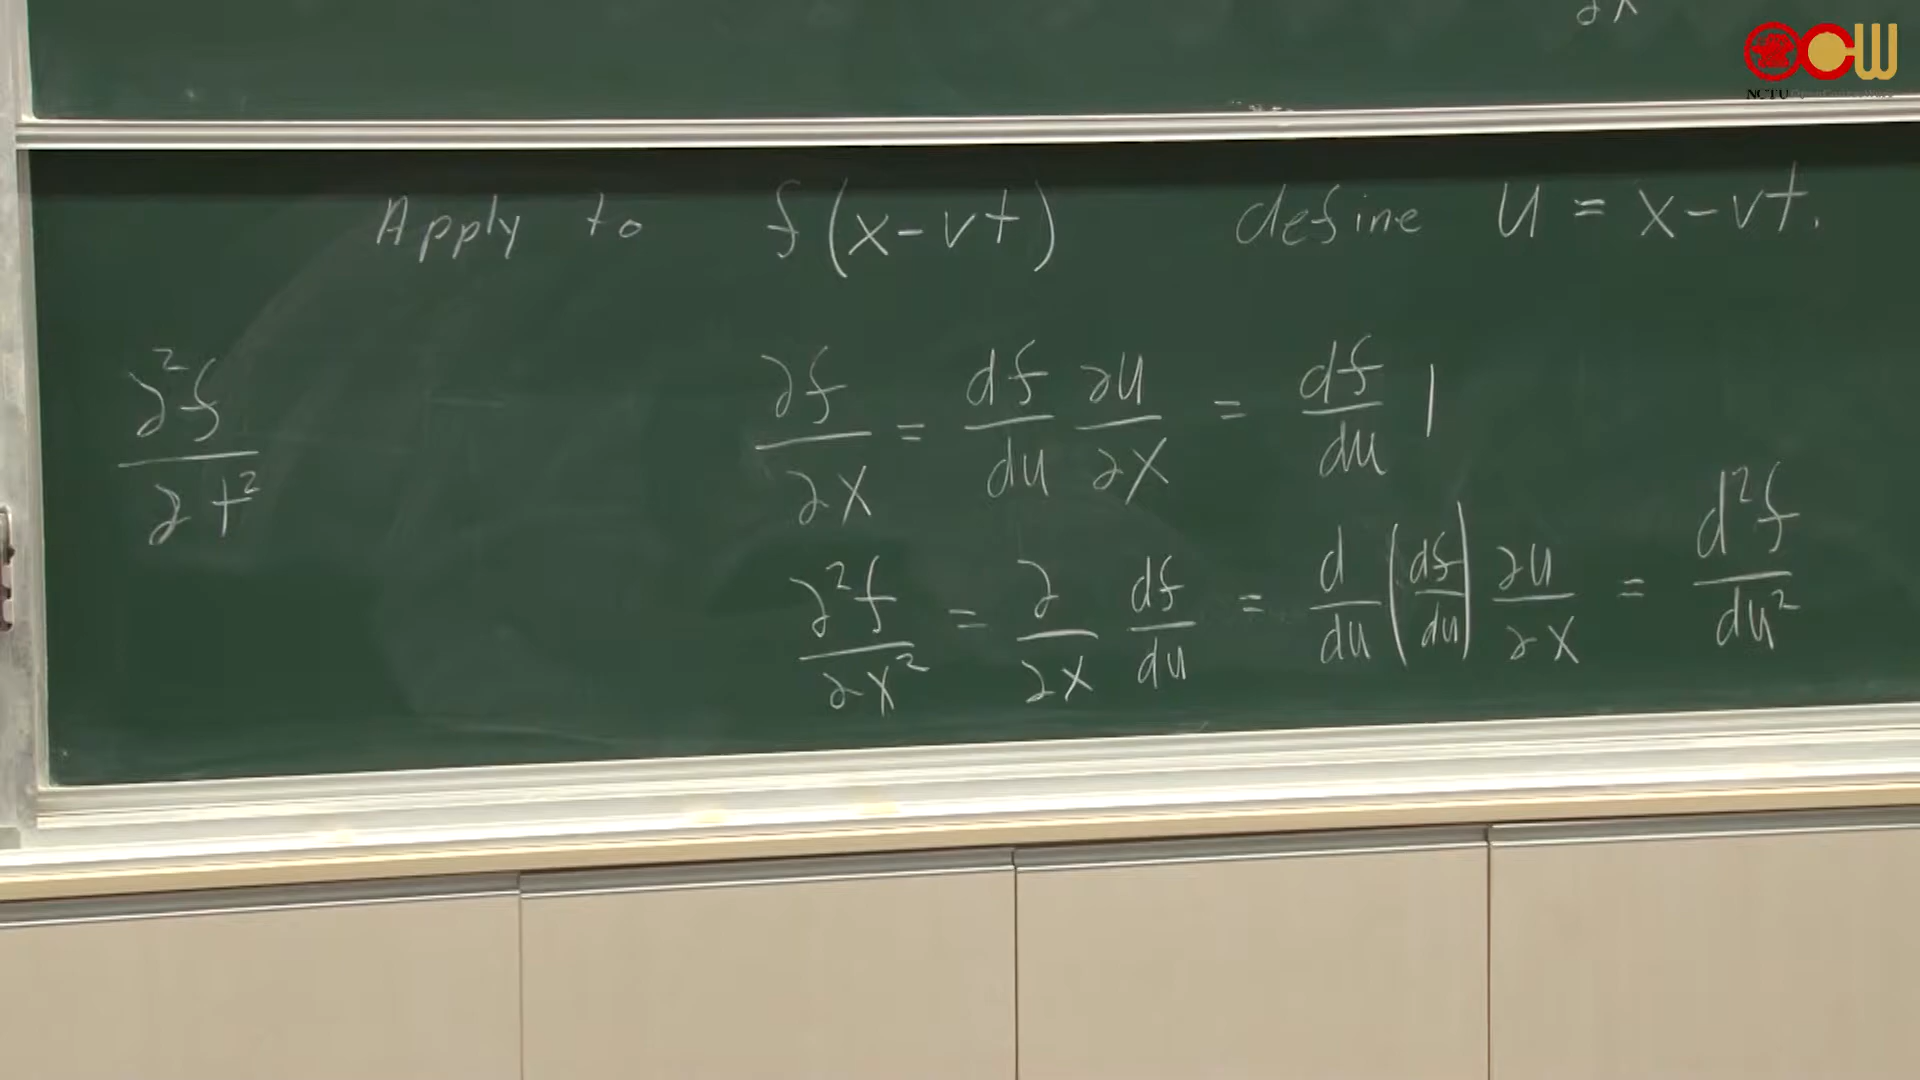 ∂x
NCTU OpenCourseWare
Apply to f(x-vt) define u = x-vt.
∂²f/∂t²
∂f/∂x = df/du ∂u/∂x = df/du 1
∂²f/∂x² = ∂/∂x df/du = d/du (df/du) ∂u/∂x = d²f/du²